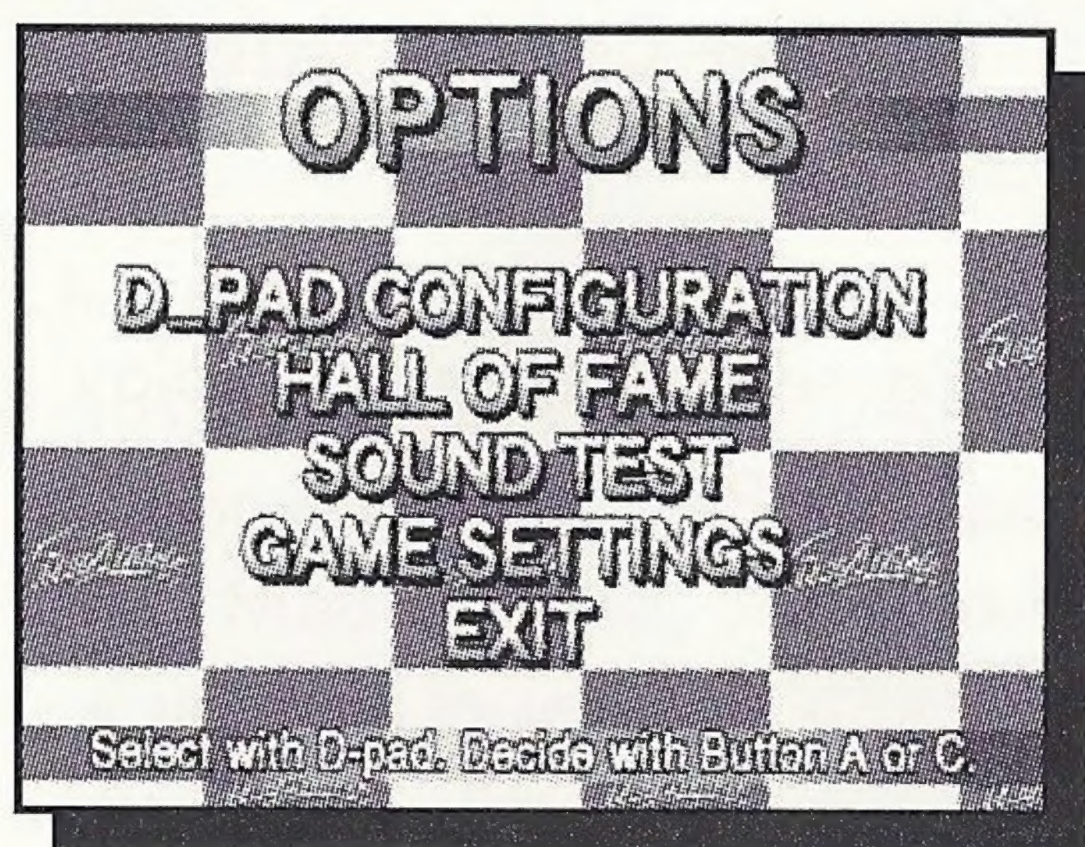 OPTIONS
D_PAD CONFIGURATION
HALL OF FAME
SOUND TEST
GAME SETTINGS
EXIT
Select with D-pad. Decide with Button A or C.